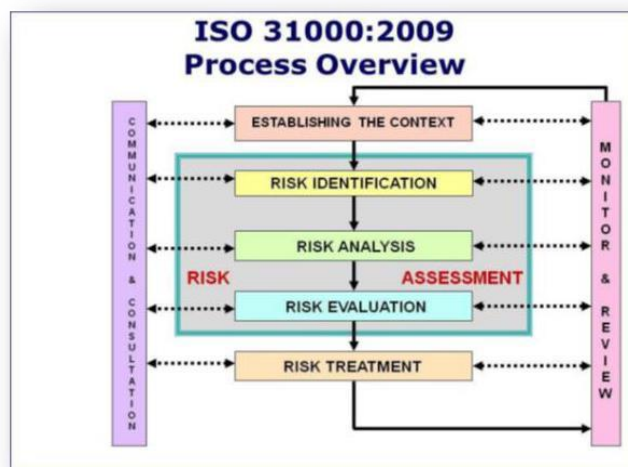 ISO 31000:2009
Process Overview
ESTABLISHING THE CONTEXT
RISK IDENTIFICATION
RISK ANALYSIS
RISK ASSESSMENT
RISK EVALUATION
RISK TREATMENT
COMMUNICATION & CONSULTATION
MONITOR & REVIEW